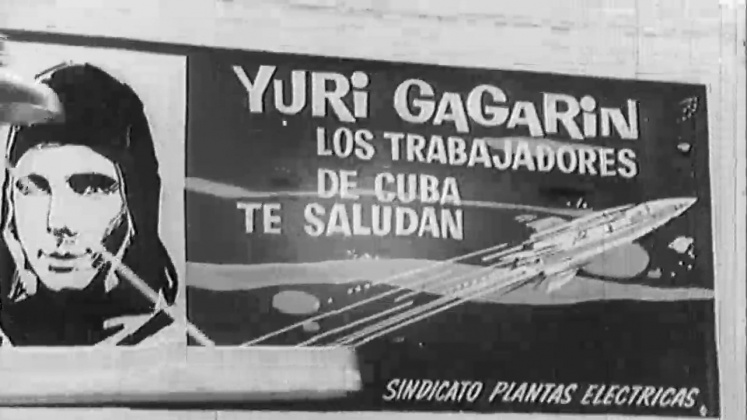 YURi GAGARiN
LOS TRABAJADORES
DE CUBA
TE SALUDAN
SINDICATO PLANTAS ELECTRICAS